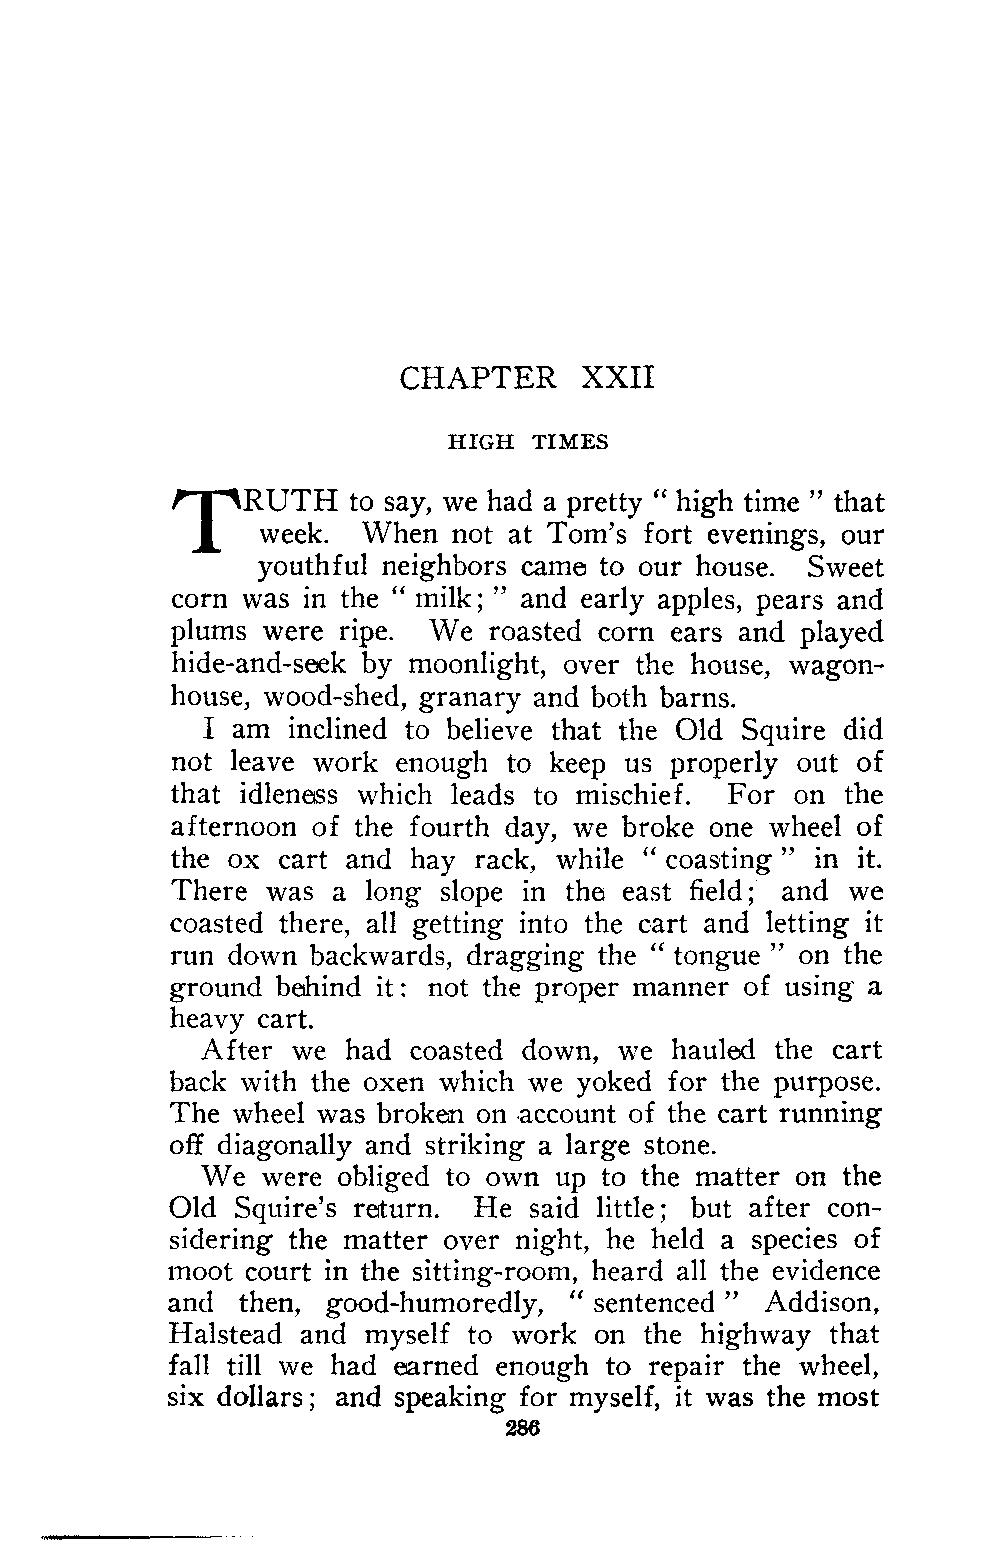 CHAPTER XXII
HIGH TIMES
TRUTH to say, we had a pretty “ high time ” that
week. When not at Tom’s fort evenings, our
youthful neighbors came to our house. Sweet
corn was in the “ milk; ” and early apples, pears and
plums were ripe. We roasted corn ears and played
hide-and-seek by moonlight, over the house, wagon-
house, wood-shed, granary and both barns.
I am inclined to believe that the Old Squire did
not leave work enough to keep us properly out of
that idleness which leads to mischief. For on the
afternoon of the fourth day, we broke one wheel of
the ox cart and hay rack, while “ coasting ” in it.
There was a long slope in the east field; and we
coasted there, all getting into the cart and letting it
run down backwards, dragging the “ tongue ” on the
ground behind it: not the proper manner of using a
heavy cart.
After we had coasted down, we hauled the cart
back with the oxen which we yoked for the purpose.
The wheel was broken on account of the cart running
off diagonally and striking a large stone.
We were obliged to own up to the matter on the
Old Squire’s return. He said little; but after con-
sidering the matter over night, he held a species of
moot court in the sitting-room, heard all the evidence
and then, good-humoredly, “ sentenced ” Addison,
Halstead and myself to work on the highway that
fall till we had earned enough to repair the wheel,
six dollars; and speaking for myself, it was the most
286